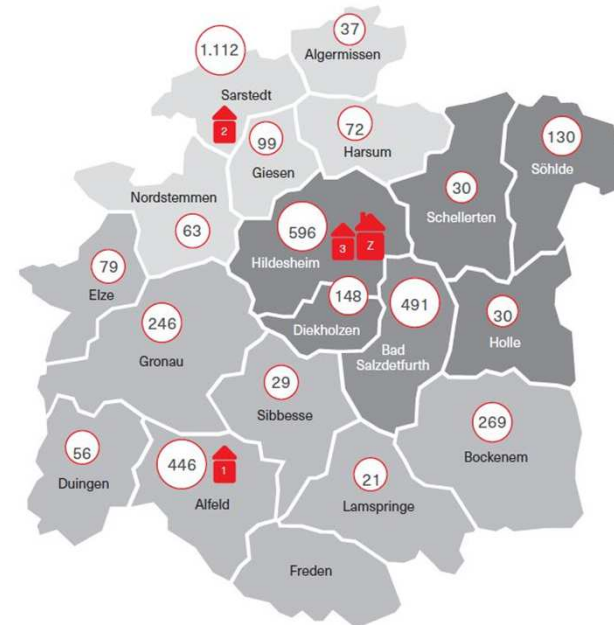 37
Algermissen
1.112
Sarstedt
2
72
Harsum
99
Giesen
130
Söhlde
30
Schellerten
Nordstemmen
63
596
Hildesheim
3
Z
79
Elze
148
Diekholzen
491
Bad
Salzdetfurth
30
Holle
246
Gronau
29
Sibbesse
269
Bockenem
56
Duingen
446
1
Alfeld
21
Lamspringe
Freden